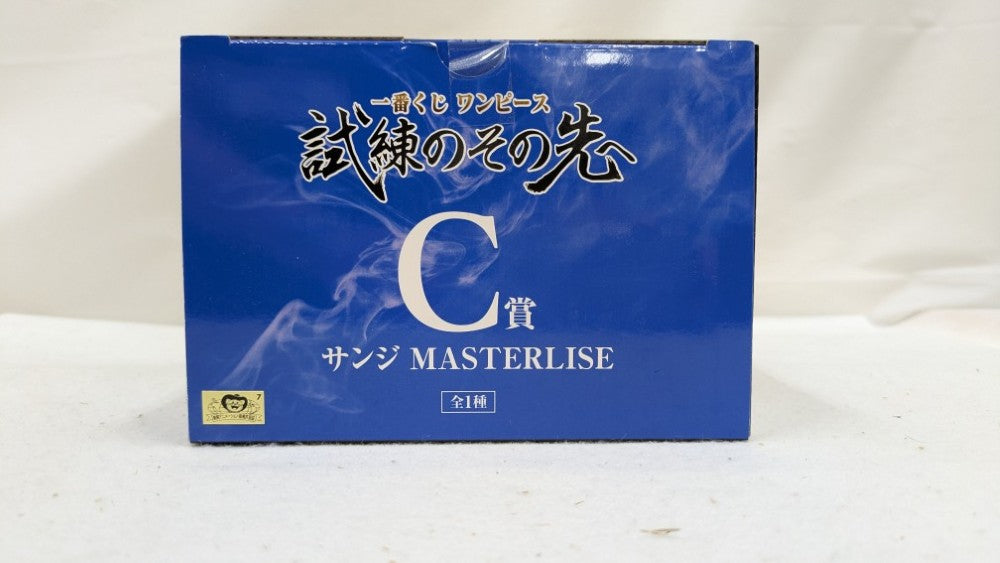 一番くじ ワンピース
試練のその先へ
C賞
サンジ MASTERLISE
全1種
7